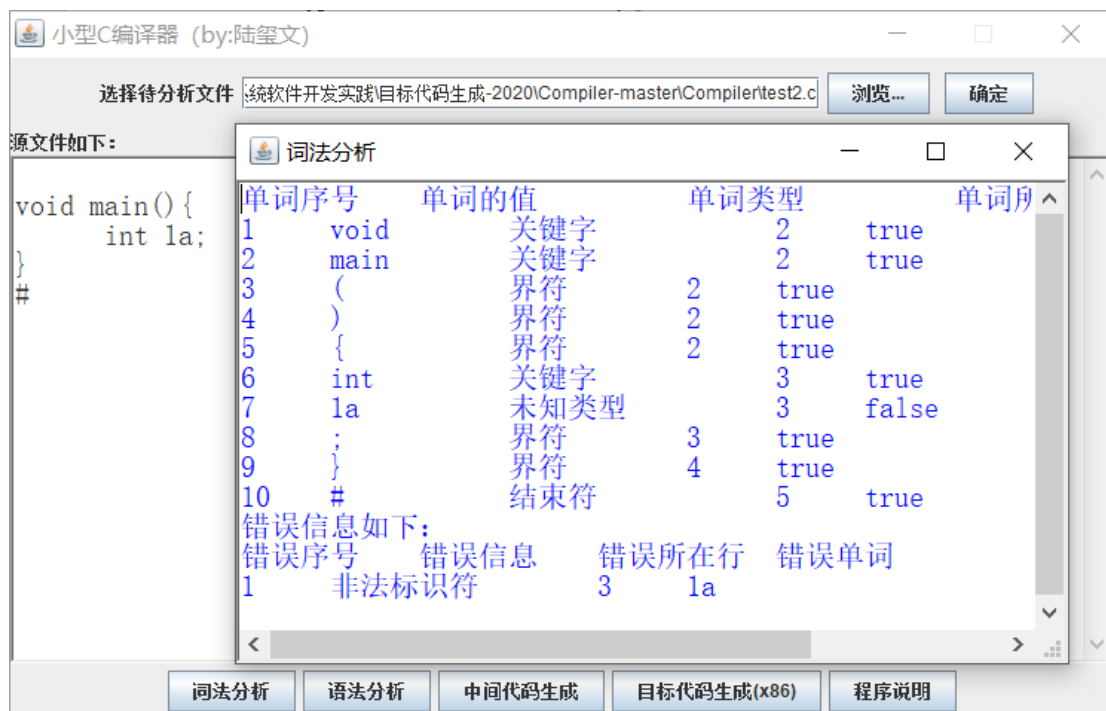 小型C编译器 (by:陆玺文)
选择待分析文件 统软件开发实践\目标代码生成-2020\Compiler-master\Compiler\test2.c 浏览... 确定
源文件如下：
void main(){
int 1a;
}
#
词法分析
单词序号 单词的值 单词类型 单词所
1 void 关键字 2 true
2 main 关键字 2 true
3 ( 界符 2 true
4 ) 界符 2 true
5 { 界符 2 true
6 int 关键字 3 true
7 1a 未知类型 3 false
8 ; 界符 3 true
9 } 界符 4 true
10 # 结束符 5 true
错误信息如下：
错误序号 错误信息 错误所在行 错误单词
1 非法标识符 3 1a
词法分析 语法分析 中间代码生成 目标代码生成(x86) 程序说明